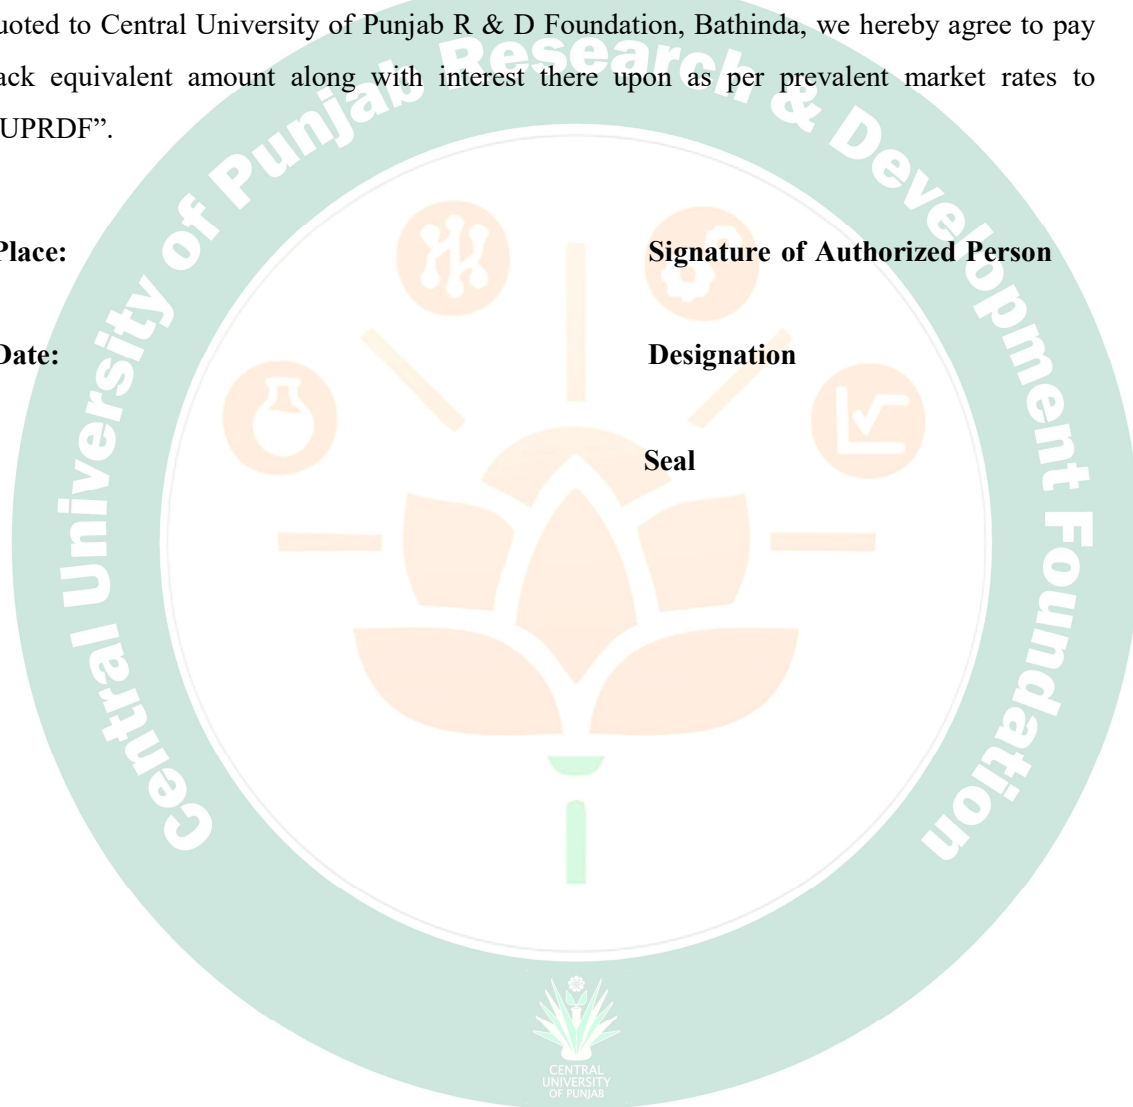 uoted to Central University of Punjab R & D Foundation, Bathinda, we hereby agree to pay
ack equivalent amount along with interest there upon as per prevalent market rates to
UPRDF”.
Place:
Signature of Authorized Person
Date:
Designation
Seal
Central University of Punjab Research & Development Foundation
CENTRAL
UNIVERSITY
OF PUNJAB